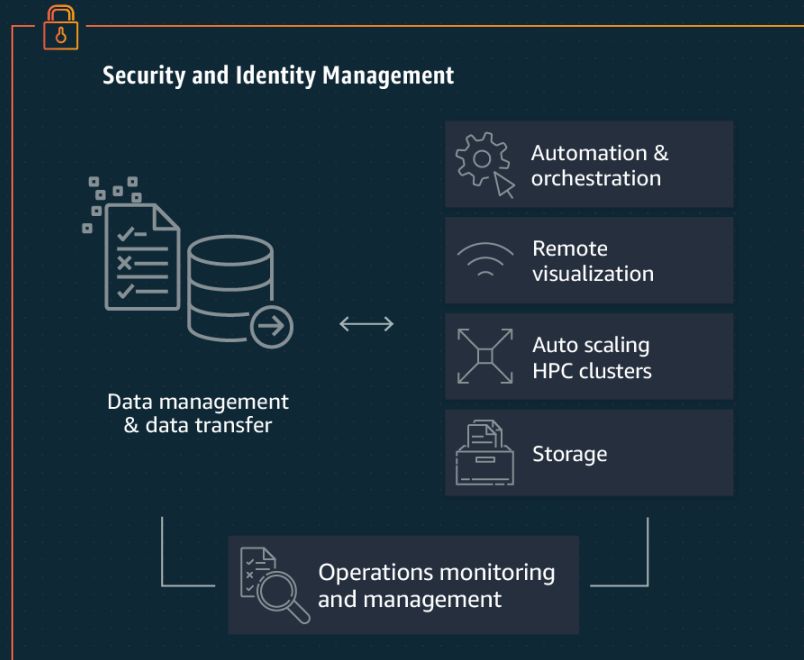 Security and Identity Management
Automation &
orchestration
Remote
visualization
Auto scaling
HPC clusters
Storage
Data management
& data transfer
Operations monitoring
and management